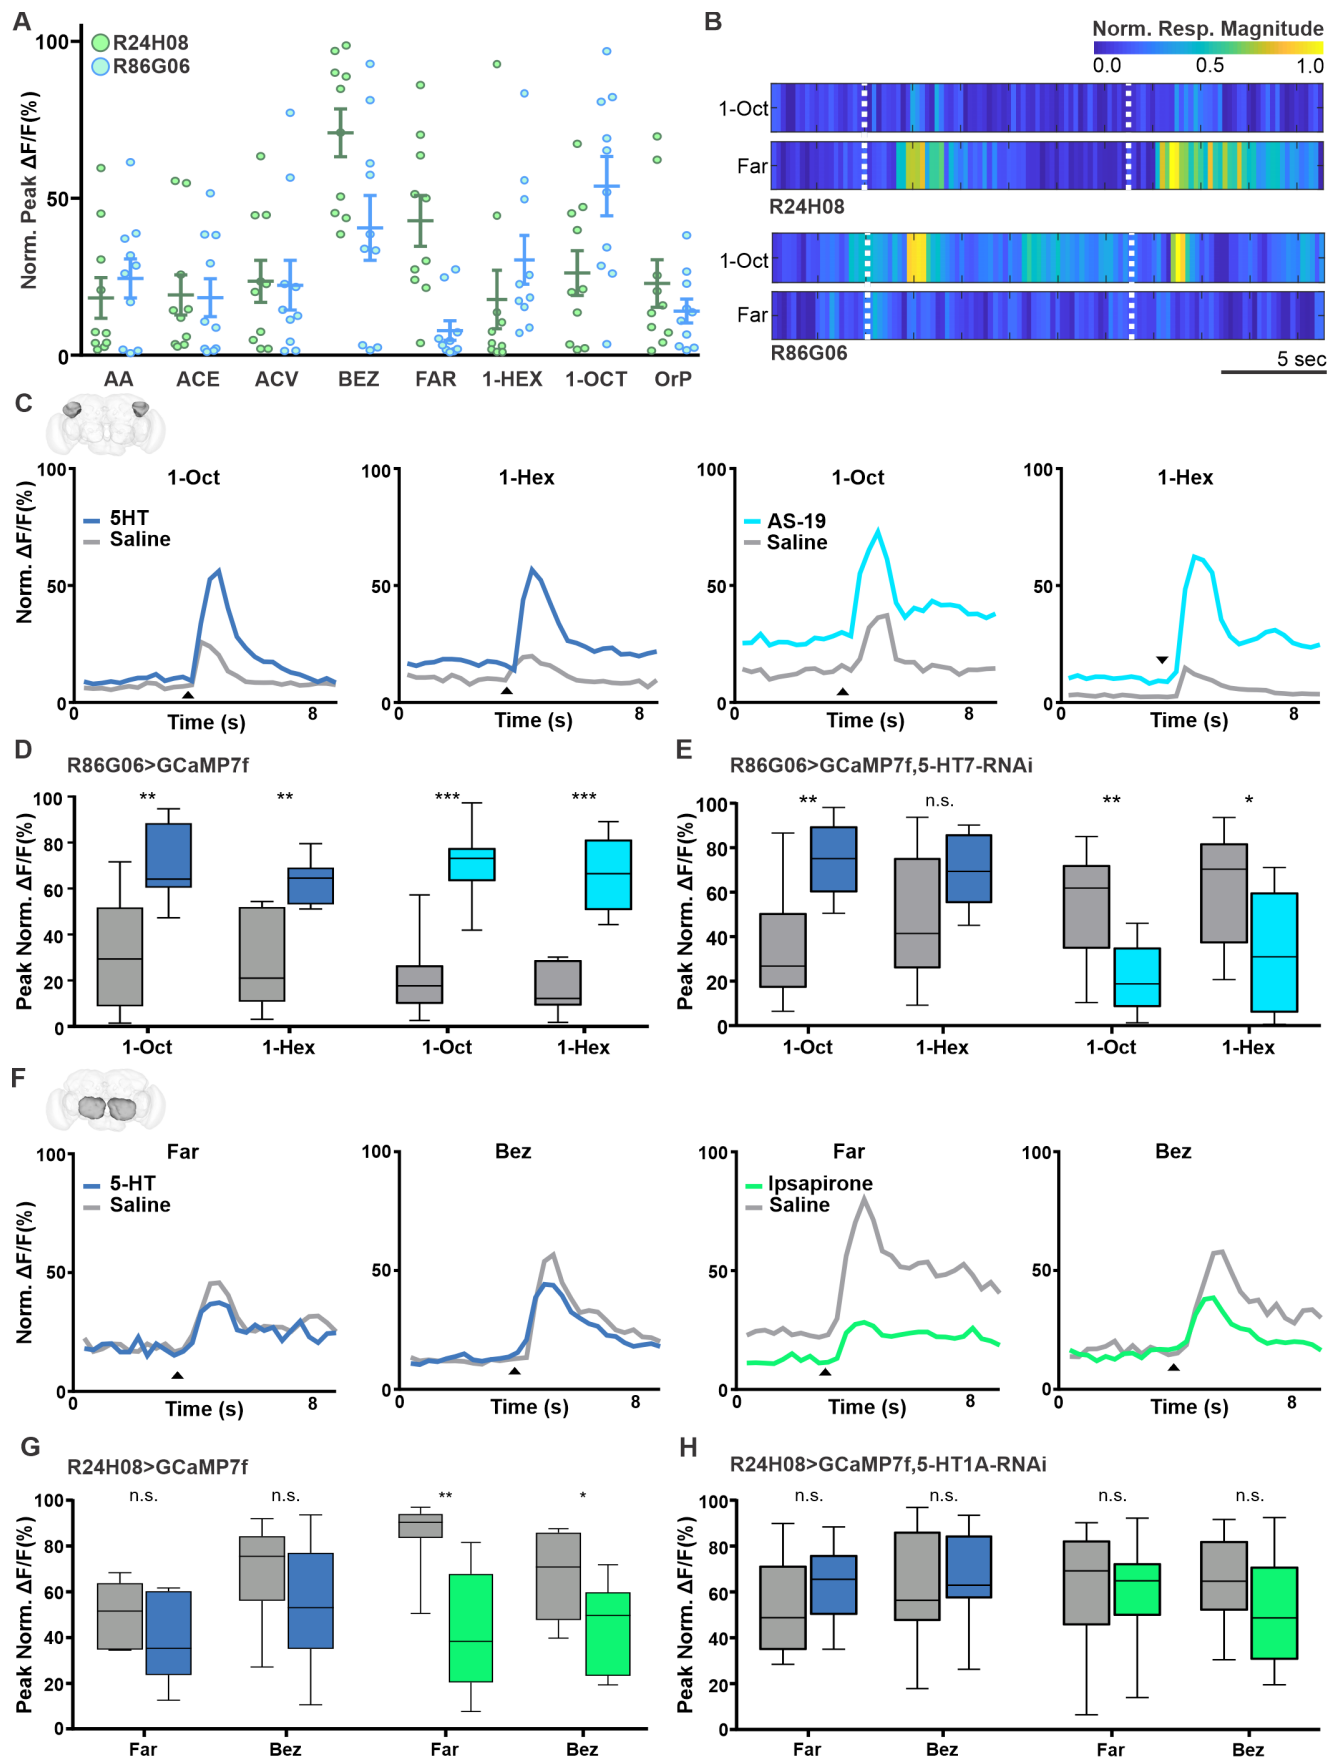 A
100
50
0
Norm. Peak ΔF/F(%)
R24H08
R86G06
AA ACE ACV BEZ FAR 1-HEX 1-OCT OrP
B
Norm. Resp. Magnitude
0.0 0.5 1.0
1-Oct
Far
R24H08
1-Oct
Far
R86G06
5 sec
C
Norm. ΔF/F(%)
100
50
0
1-Oct
5HT
Saline
0 8
Time (s)
100
50
0
1-Hex
0 8
Time (s)
100
50
0
1-Oct
AS-19
Saline
0 8
Time (s)
100
50
0
1-Hex
0 8
Time (s)
D
R86G06>GCaMP7f
Peak Norm. ΔF/F(%)
100
80
60
40
20
0
** ** *** ***
1-Oct 1-Hex 1-Oct 1-Hex
E
R86G06>GCaMP7f,5-HT7-RNAi
Peak Norm. ΔF/F(%)
100
80
60
40
20
0
** n.s. ** *
1-Oct 1-Hex 1-Oct 1-Hex
F
Norm. ΔF/F(%)
100
50
0
Far
5-HT
Saline
0 8
Time (s)
100
50
0
Bez
0 8
Time (s)
100
50
0
Far
Ipsapirone
Saline
0 8
Time (s)
100
50
0
Bez
0 8
Time (s)
G
R24H08>GCaMP7f
Peak Norm. ΔF/F(%)
100
80
60
40
20
0
n.s. n.s. ** *
Far Bez Far Bez
H
R24H08>GCaMP7f,5-HT1A-RNAi
Peak Norm. ΔF/F(%)
100
80
60
40
20
0
n.s. n.s. n.s. n.s.
Far Bez Far Bez